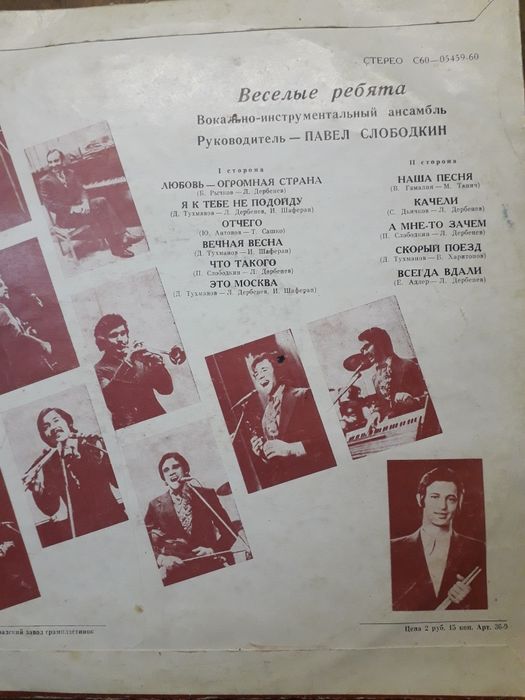 СТЕРЕО С60—05459-60
Веселые ребята
Вокально-инструментальный ансамбль
Руководитель — ПАВЕЛ СЛОБОДКИН
I сторона
ЛЮБОВЬ — ОГРОМНАЯ СТРАНА
(В. Рычков — Л. Дербенев)
Я К ТЕБЕ НЕ ПОДОЙДУ
(Д. Тухманов — Л. Дербенев, И. Шаферан)
ОТЧЕГО
(Ю. Антонов — Т. Сашко)
ВЕЧНАЯ ВЕСНА
(Д. Тухманов — И. Шаферан)
ЧТО ТАКОГО
(П. Слободкин — Л. Дербенев)
ЭТО МОСКВА
(Д. Тухманов — Л. Дербенев, И. Шаферан)
II сторона
НАША ПЕСНЯ
(В. Гамалия — М. Танич)
КАЧЕЛИ
(С. Дьячков — Л. Дербенев)
А МНЕ-ТО ЗАЧЕМ
(П. Слободкин — Л. Дербенев)
СКОРЫЙ ПОЕЗД
(Д. Тухманов — В. Харитонов)
ВСЕГДА ВДАЛИ
(Е. Адлер — Л. Дербенев)
завод грампластинок
Цена 2 руб. 15 коп. Арт. 36-9